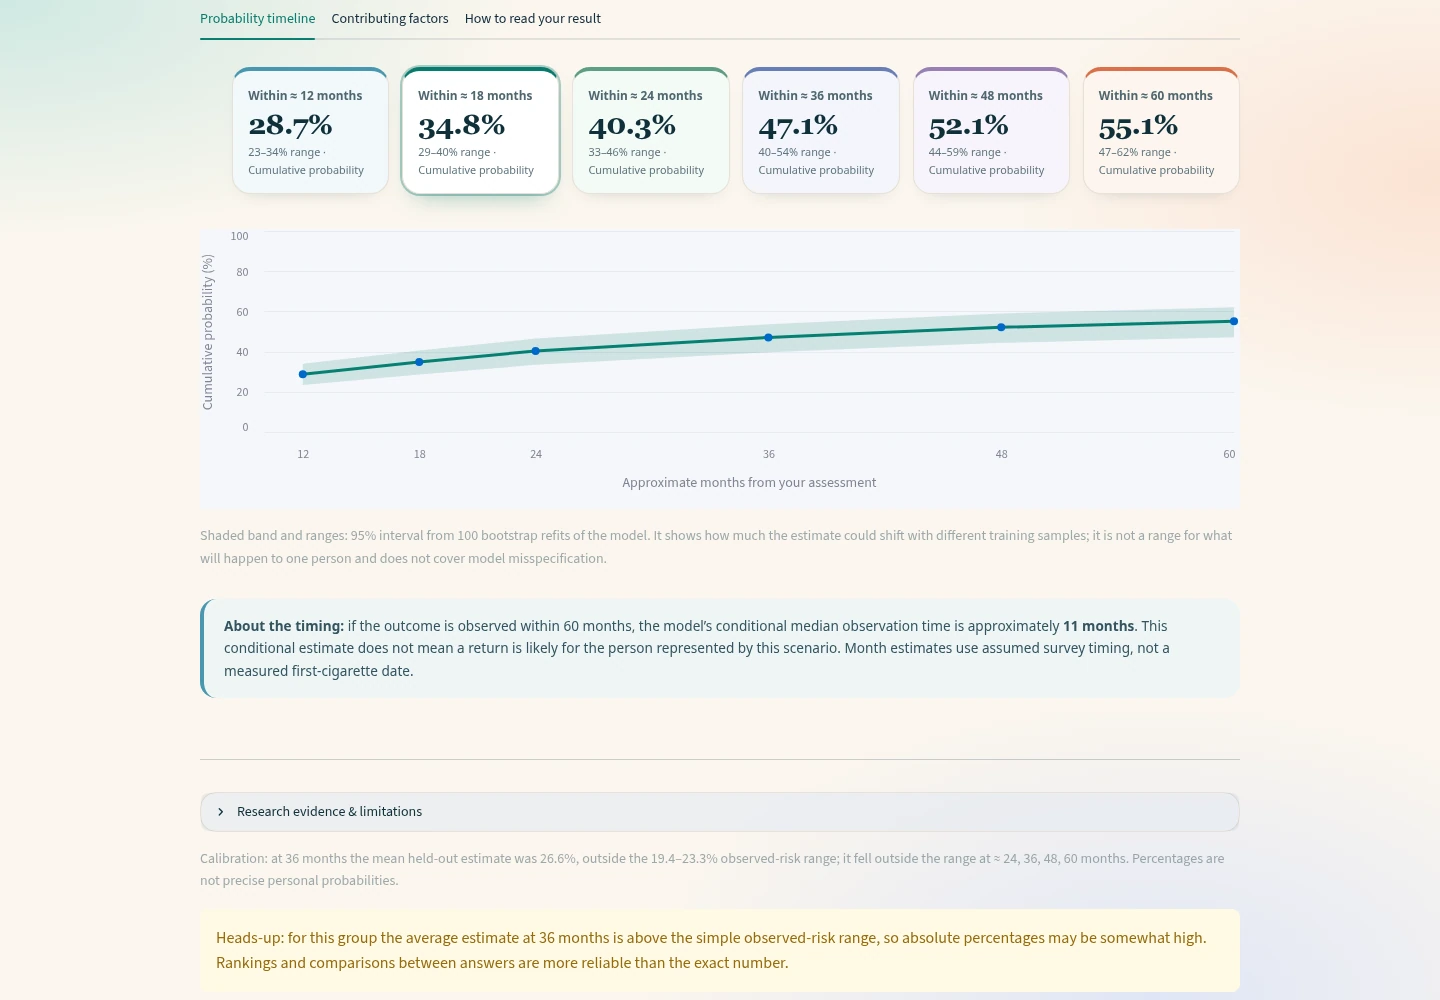 Probability timeline Contributing factors How to read your result
Within ≈ 12 months
28.7%
23–34% range ·
Cumulative probability
Within ≈ 18 months
34.8%
29–40% range ·
Cumulative probability
Within ≈ 24 months
40.3%
33–46% range ·
Cumulative probability
Within ≈ 36 months
47.1%
40–54% range ·
Cumulative probability
Within ≈ 48 months
52.1%
44–59% range ·
Cumulative probability
Within ≈ 60 months
55.1%
47–62% range ·
Cumulative probability
Cumulative probability (%)
100
80
60
40
20
0
12 18 24 36 48 60
Approximate months from your assessment
Shaded band and ranges: 95% interval from 100 bootstrap refits of the model. It shows how much the estimate could shift with different training samples; it is not a range for what
will happen to one person and does not cover model misspecification.
About the timing: if the outcome is observed within 60 months, the model’s conditional median observation time is approximately 11 months. This
conditional estimate does not mean a return is likely for the person represented by this scenario. Month estimates use assumed survey timing, not a
measured first-cigarette date.
Research evidence & limitations
Calibration: at 36 months the mean held-out estimate was 26.6%, outside the 19.4–23.3% observed-risk range; it fell outside the range at ≈ 24, 36, 48, 60 months. Percentages are
not precise personal probabilities.
Heads-up: for this group the average estimate at 36 months is above the simple observed-risk range, so absolute percentages may be somewhat high.
Rankings and comparisons between answers are more reliable than the exact number.